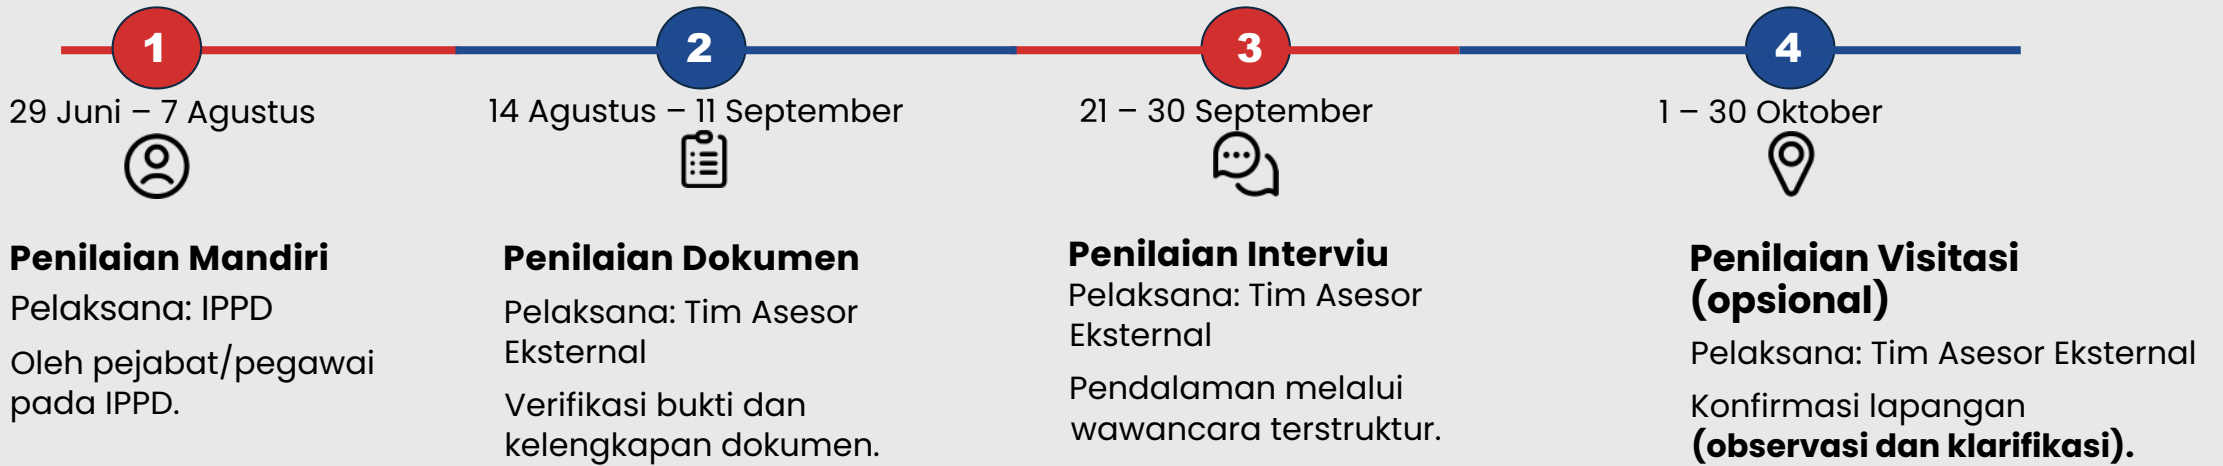 1
29 Juni – 7 Agustus
Penilaian Mandiri
Pelaksana: IPPD
Oleh pejabat/pegawai
pada IPPD.
2
14 Agustus – 11 September
Penilaian Dokumen
Pelaksana: Tim Asesor
Eksternal
Verifikasi bukti dan
kelengkapan dokumen.
3
21 – 30 September
Penilaian Interviu
Pelaksana: Tim Asesor
Eksternal
Pendalaman melalui
wawancara terstruktur.
4
1 – 30 Oktober
Penilaian Visitasi
(opsional)
Pelaksana: Tim Asesor Eksternal
Konfirmasi lapangan
(observasi dan klarifikasi).